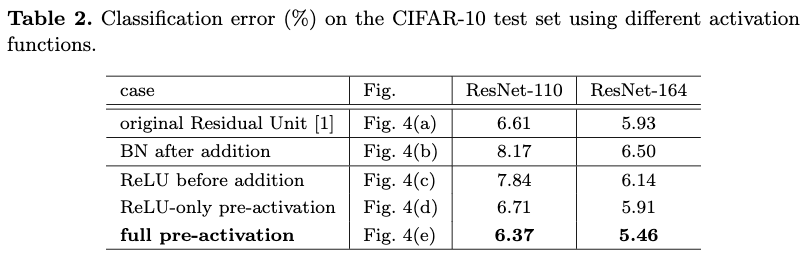 Table 2. Classification error (%) on the CIFAR-10 test set using different activation
functions.
case Fig. ResNet-110 ResNet-164
original Residual Unit [1] Fig. 4(a) 6.61 5.93
BN after addition Fig. 4(b) 8.17 6.50
ReLU before addition Fig. 4(c) 7.84 6.14
ReLU-only pre-activation Fig. 4(d) 6.71 5.91
full pre-activation Fig. 4(e) 6.37 5.46